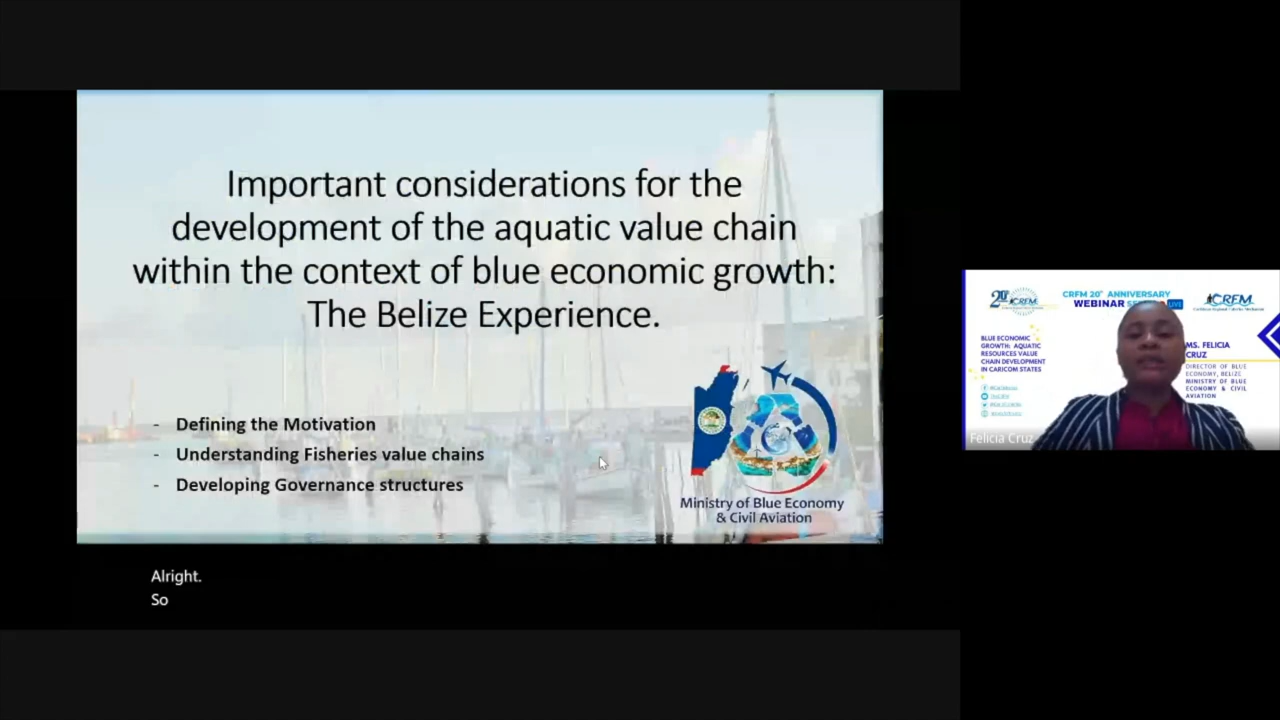 Important considerations for the
development of the aquatic value chain
within the context of blue economic growth:
The Belize Experience.
- Defining the Motivation
- Understanding Fisheries value chains
- Developing Governance structures
Ministry of Blue Economy
& Civil Aviation
Alright.
So
20 CRFM
CRFM 20th ANNIVERSARY
WEBINAR
LIVE
CRFM
BLUE ECONOMIC
GROWTH: AQUATIC
RESOURCES VALUE
CHAIN DEVELOPMENT
IN CARICOM STATES
MS. FELICIA
CRUZ
DIRECTOR OF BLUE
ECONOMY, BELIZE
MINISTRY OF BLUE
ECONOMY & CIVIL
AVIATION
Felicia Cruz